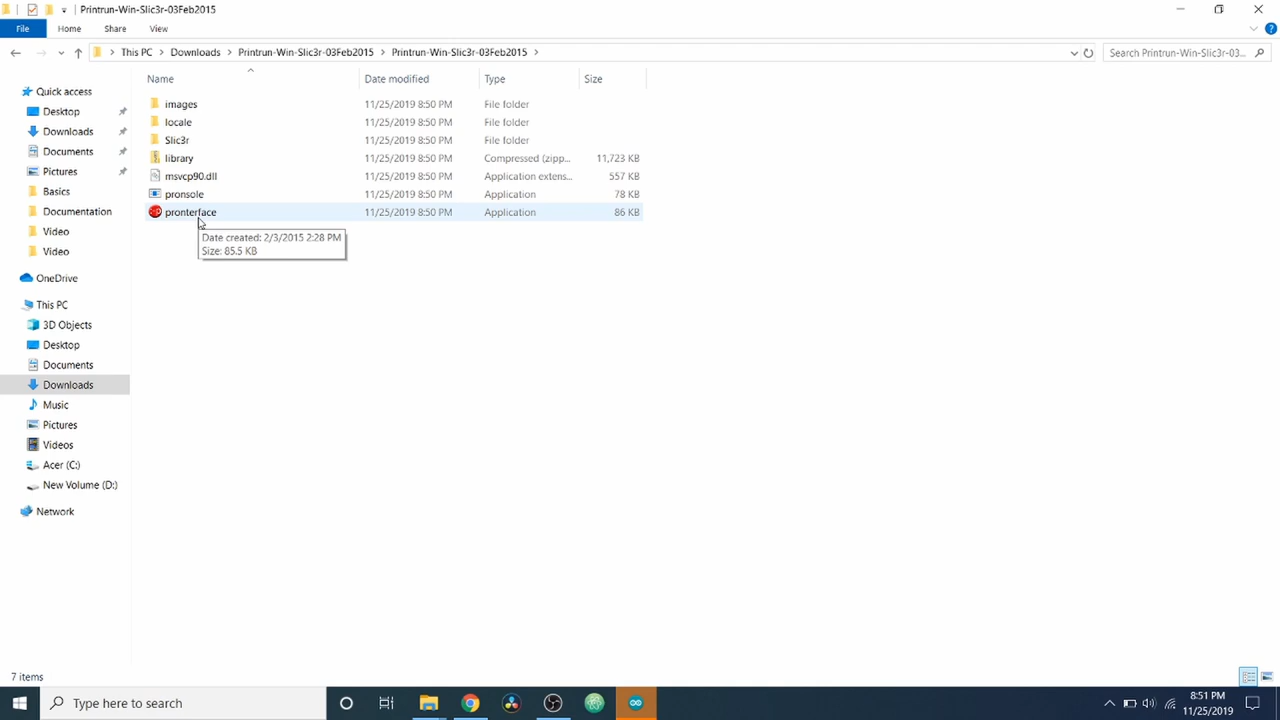 Printrun-Win-Slic3r-03Feb2015
File Home Share View
This PC Downloads Printrun-Win-Slic3r-03Feb2015 Printrun-Win-Slic3r-03Feb2015
Search Printrun-Win-Slic3r-03...
Name Date modified Type Size
images 11/25/2019 8:50 PM File folder
locale 11/25/2019 8:50 PM File folder
Slic3r 11/25/2019 8:50 PM File folder
library 11/25/2019 8:50 PM Compressed (zipp... 11,723 KB
msvcp90.dll 11/25/2019 8:50 PM Application extens... 557 KB
pronsole 11/25/2019 8:50 PM Application 78 KB
pronterface 11/25/2019 8:50 PM Application 86 KB
Date created: 2/3/2015 2:28 PM
Size: 85.5 KB
Quick access
Desktop
Downloads
Documents
Pictures
Basics
Documentation
Video
Video
OneDrive
This PC
3D Objects
Desktop
Documents
Downloads
Music
Pictures
Videos
Acer (C:)
New Volume (D:)
Network
7 items
Type here to search
8:51 PM
11/25/2019